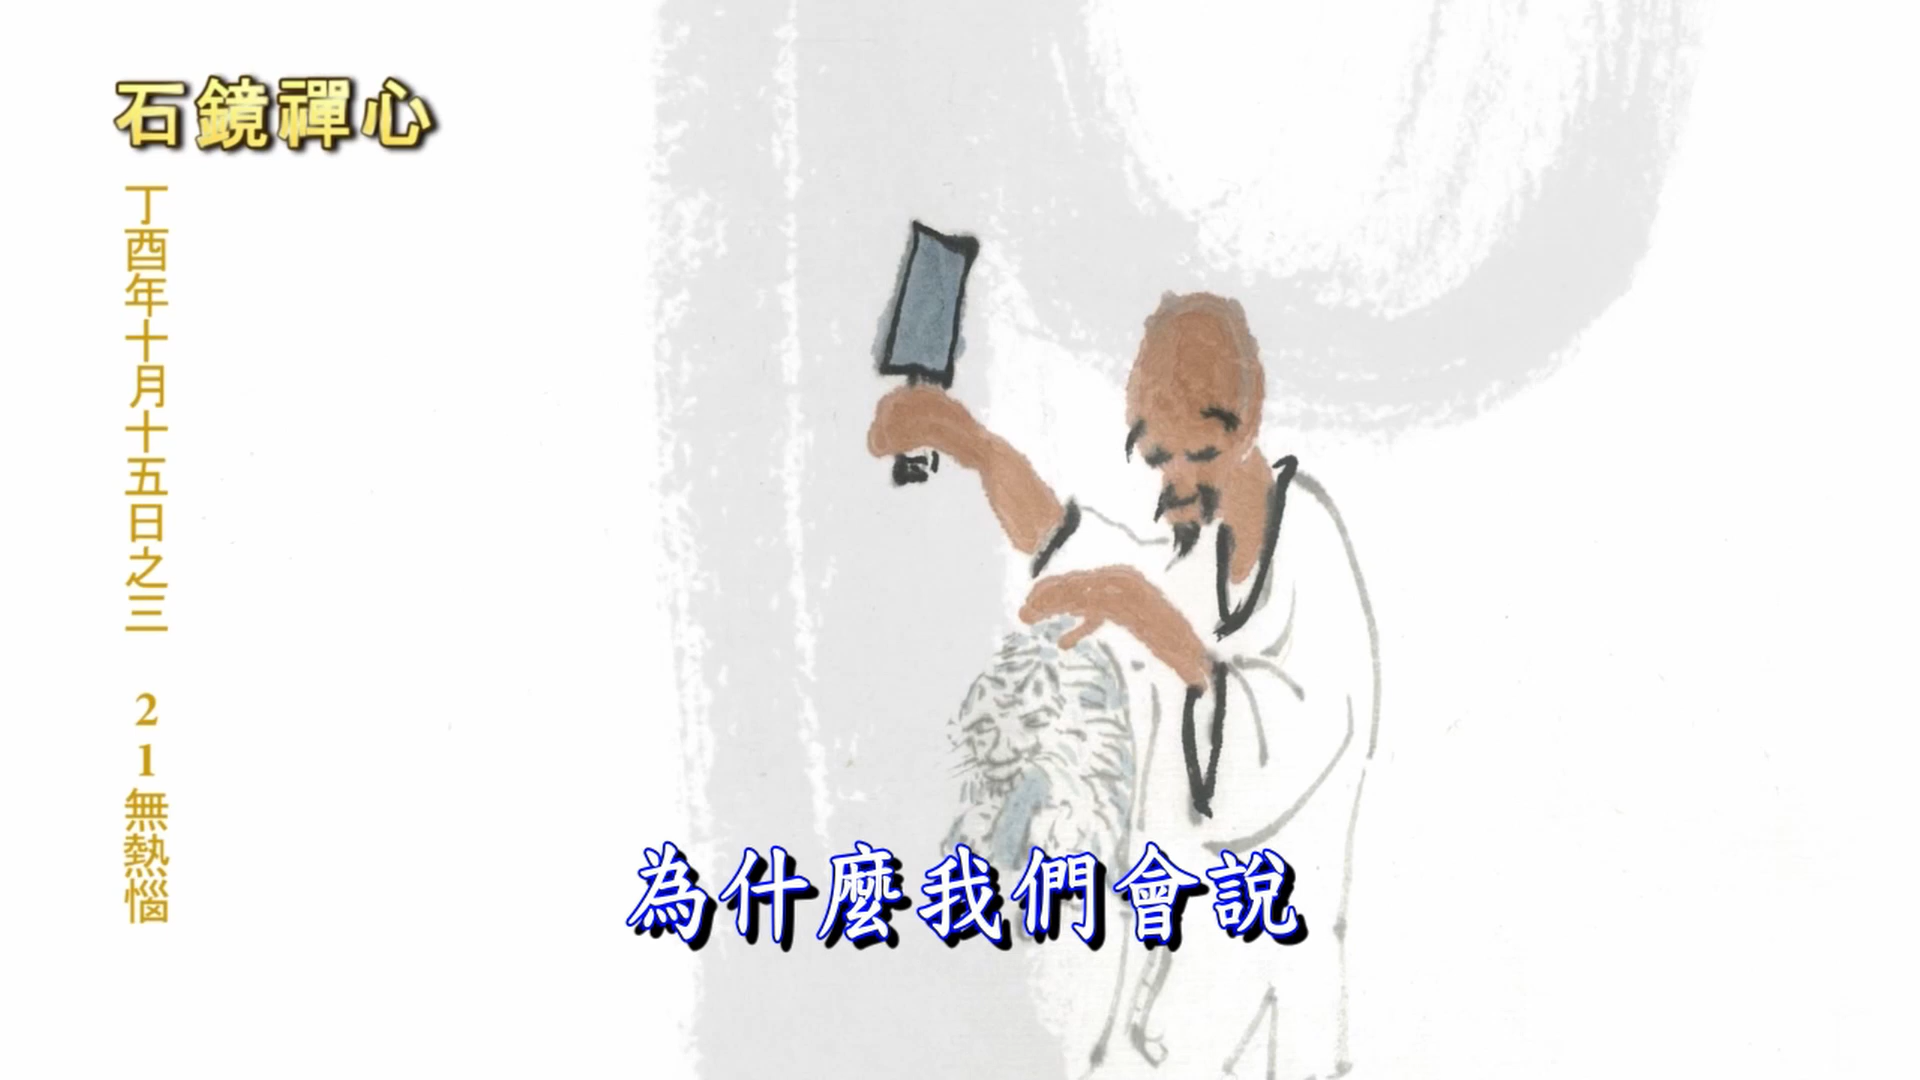 石鏡禪心
丁酉年十月十五日之三 21無熱惱
為什麼我們會說